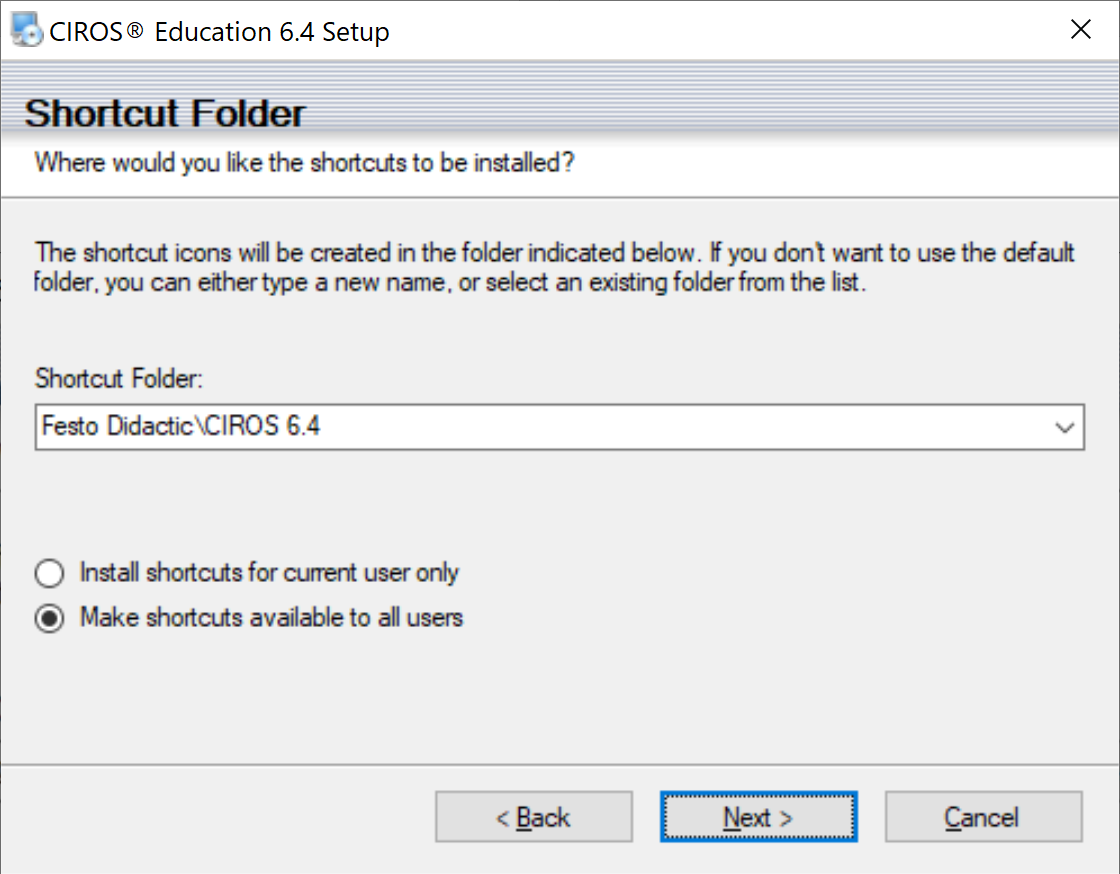 CIROS® Education 6.4 Setup
Shortcut Folder
Where would you like the shortcuts to be installed?
The shortcut icons will be created in the folder indicated below. If you don't want to use the default
folder, you can either type a new name, or select an existing folder from the list.
Shortcut Folder:
Festo Didactic\CIROS 6.4
Install shortcuts for current user only
Make shortcuts available to all users
< Back
Next >
Cancel